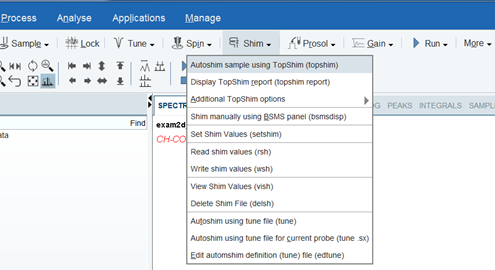 Process Analyse Applications Manage
Sample Lock Tune Spin Shim Prosol Gain Run More
Autoshim sample using TopShim (topshim)
Display TopShim report (topshim report)
Additional TopShim options
Shim manually using BSMS panel (bsmsdisp)
Set Shim Values (setshim)
Read shim values (rsh)
Write shim values (wsh)
View Shim Values (vish)
Delete Shim File (delsh)
Autoshim using tune file (tune)
Autoshim using tune file for current probe (tune .sx)
Edit automshim definition (tune) file (edtune)
Find
ata
SPECTR
G PEAKS INTEGRALS SAMPL
exam2d
CH-CO